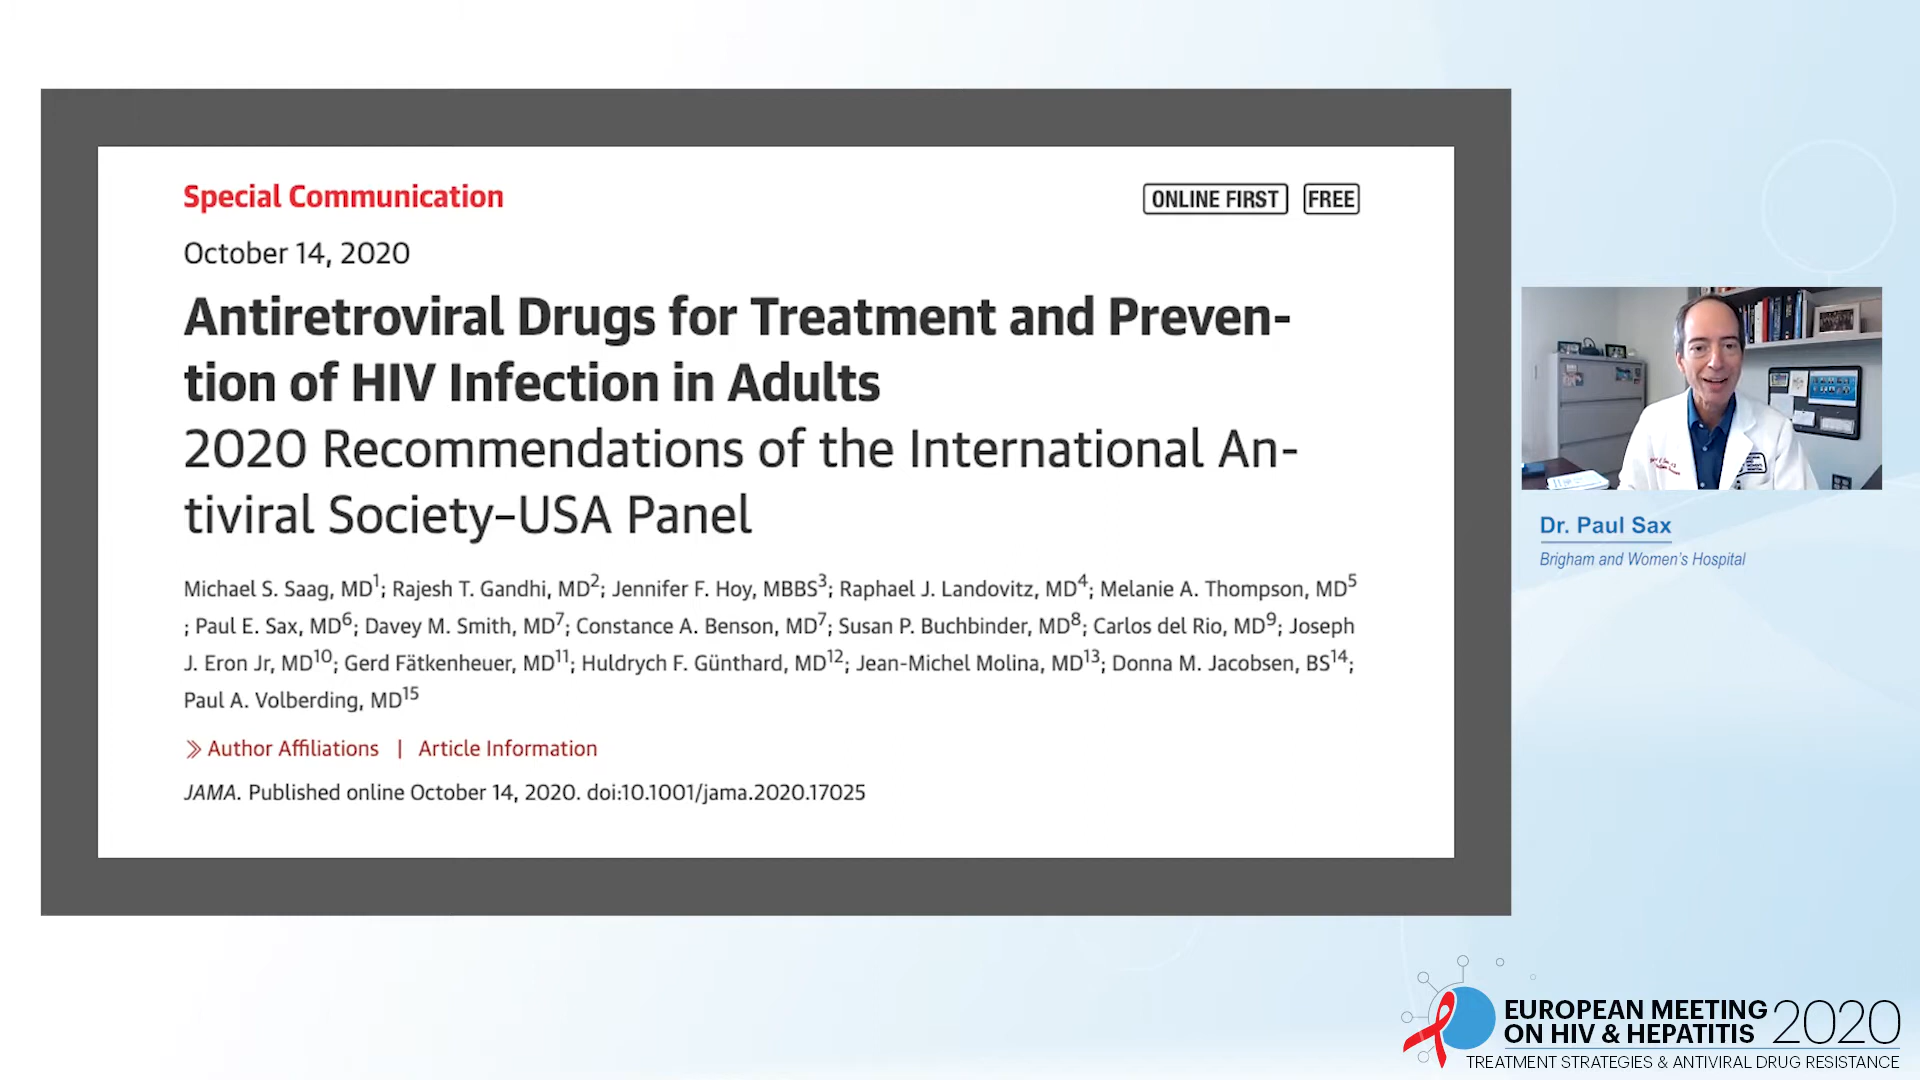 Special Communication
ONLINE FIRST FREE
October 14, 2020
Antiretroviral Drugs for Treatment and Preven-
tion of HIV Infection in Adults
2020 Recommendations of the International An-
tiviral Society–USA Panel
Michael S. Saag, MD1; Rajesh T. Gandhi, MD2; Jennifer F. Hoy, MBBS3; Raphael J. Landovitz, MD4; Melanie A. Thompson, MD5
; Paul E. Sax, MD6; Davey M. Smith, MD7; Constance A. Benson, MD7; Susan P. Buchbinder, MD8; Carlos del Rio, MD9; Joseph
J. Eron Jr, MD10; Gerd Fätkenheuer, MD11; Huldrych F. Günthard, MD12; Jean-Michel Molina, MD13; Donna M. Jacobsen, BS14;
Paul A. Volberding, MD15
» Author Affiliations | Article Information
JAMA. Published online October 14, 2020. doi:10.1001/jama.2020.17025
Dr. Paul Sax
Brigham and Women's Hospital
EUROPEAN MEETING
ON HIV & HEPATITIS 2020
TREATMENT STRATEGIES & ANTIVIRAL DRUG RESISTANCE